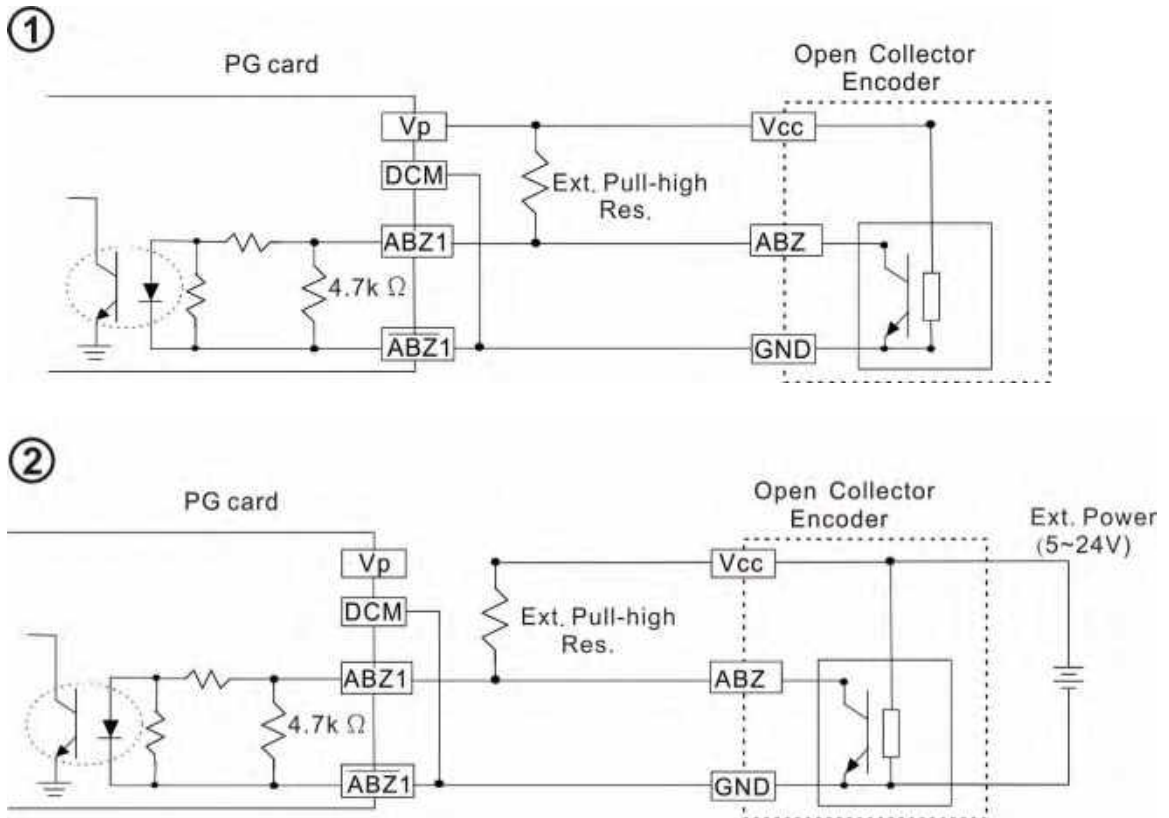 1
PG card
Open Collector
Encoder
Vp
Vcc
DCM
Ext. Pull-high
Res.
ABZ1
ABZ
4.7k Ω
ABZ1
GND
2
PG card
Open Collector
Encoder
Ext. Power
(5~24V)
Vp
Vcc
DCM
Ext. Pull-high
Res.
ABZ1
ABZ
4.7k Ω
ABZ1
GND